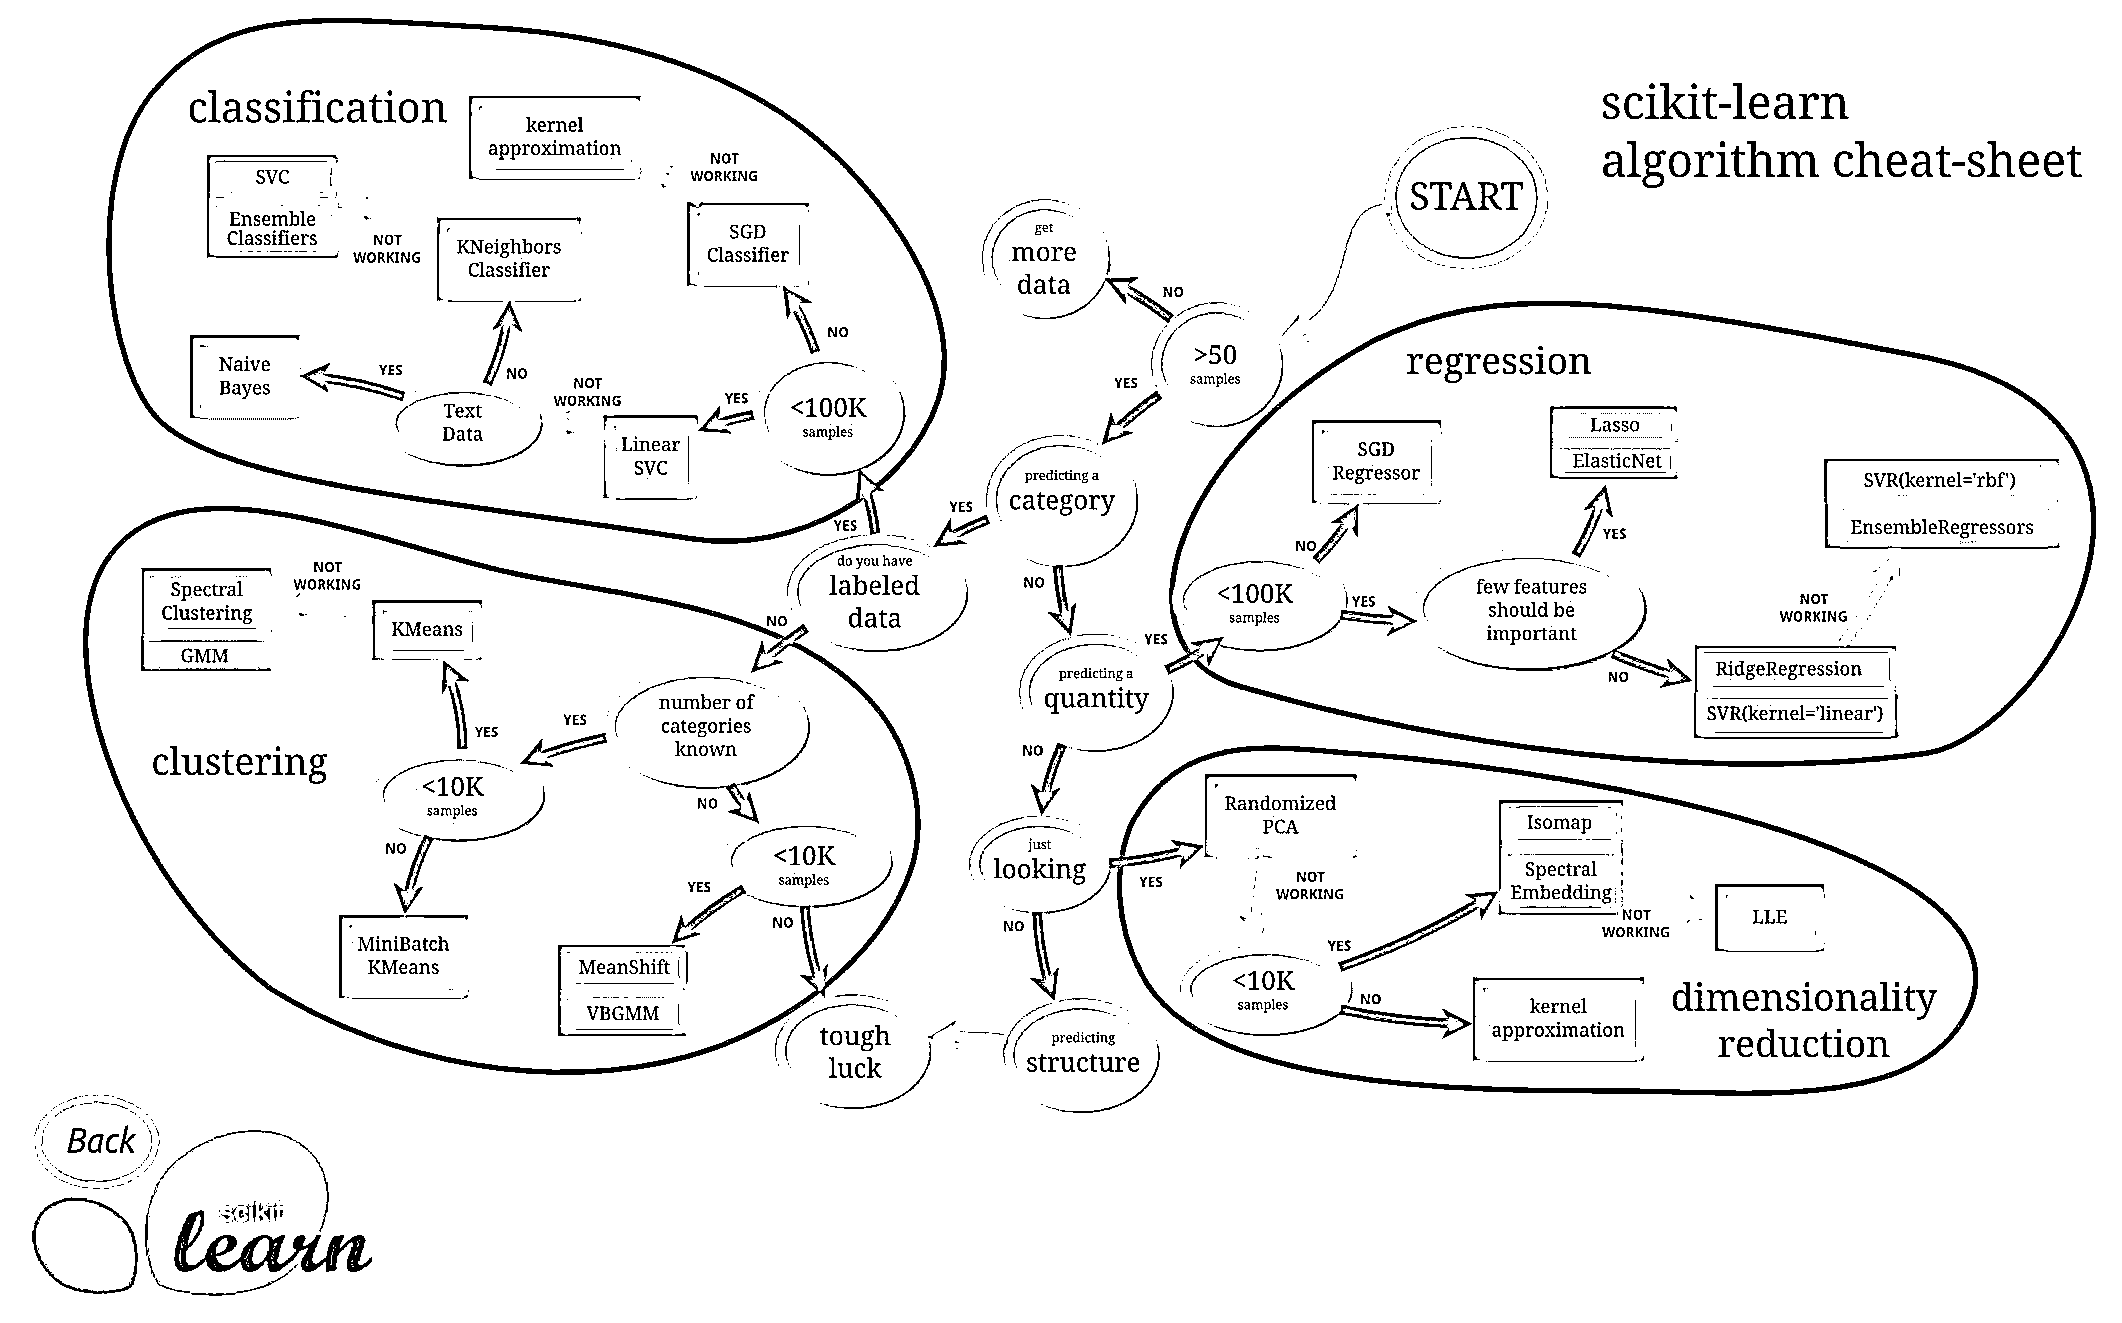 scikit-learn
algorithm cheat-sheet
START
>50
samples
NO
get
more
data
YES
predicting a
category
YES
do you have
labeled
data
YES
NO
NO
predicting a
quantity
YES
NO
just
looking
YES
NO
predicting
structure
tough
luck
classification
kernel
approximation
NOT
WORKING
SVC
Ensemble
Classifiers
NOT
WORKING
KNeighbors
Classifier
SGD
Classifier
NO
Naive
Bayes
YES
NO
Text
Data
NOT
WORKING
Linear
SVC
YES
<100K
samples
regression
SGD
Regressor
Lasso
ElasticNet
SVR(kernel='rbf')
EnsembleRegressors
NO
YES
<100K
samples
YES
few features
should be
important
NOT
WORKING
NO
RidgeRegression
SVR(kernel='linear')
clustering
Spectral
Clustering
GMM
NOT
WORKING
KMeans
YES
number of
categories
known
YES
<10K
samples
NO
NO
<10K
samples
YES
NO
MiniBatch
KMeans
MeanShift
VBGMM
Randomized
PCA
NOT
WORKING
Isomap
Spectral
Embedding
NOT
WORKING
LLE
YES
<10K
samples
NO
kernel
approximation
dimensionality
reduction
Back
scikit
learn